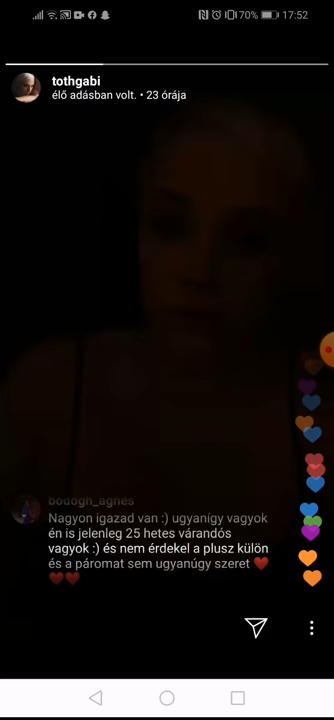 70% 17:52
tothgabi
élő adásban volt. • 23 órája
bodogh_agnes
Nagyon igazad van :) ugyanígy vagyok
én is jelenleg 25 hetes várandós
vagyok :) és nem érdekel a plusz külön
és a páromat sem ugyanúgy szeret ❤️
❤️❤️